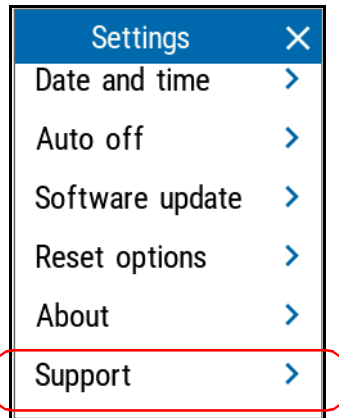 Settings
Date and time
Auto off
Software update
Reset options
About
Support